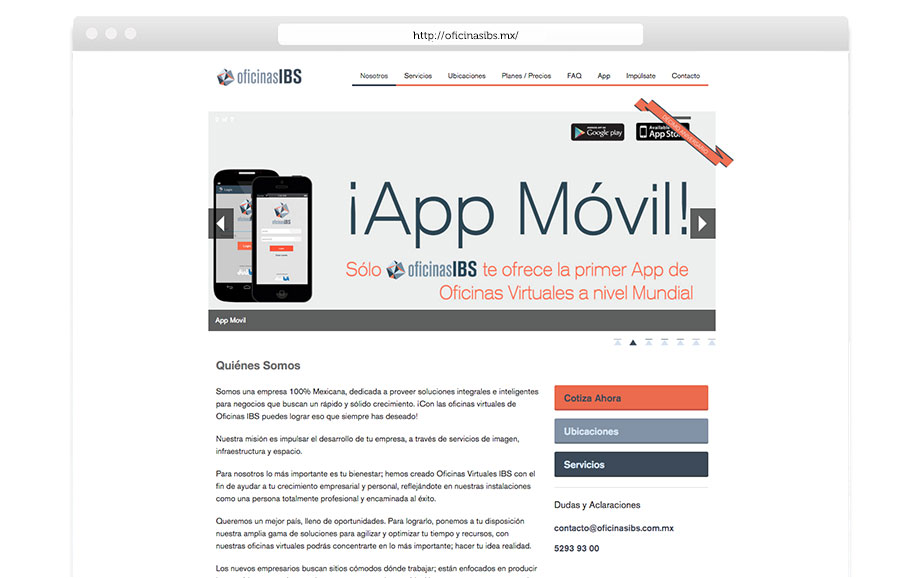 http://oficinasibs.mx/
oficinasIBS
Nosotros Servicios Ubicaciones Planes / Precios FAQ App Impúlsate Contacto
Google play
Available
App Store
oficinasIBS
oficinasIBS
¡App Móvil!
Sólo oficinasIBS te ofrece la primer App de
Oficinas Virtuales a nivel Mundial
App Movil
Quiénes Somos
Somos una empresa 100% Mexicana, dedicada a proveer soluciones integrales e inteligentes
para negocios que buscan un rápido y sólido crecimiento. ¡Con las oficinas virtuales de
Oficinas IBS puedes lograr eso que siempre has deseado!
Nuestra misión es impulsar el desarrollo de tu empresa, a través de servicios de imagen,
infraestructura y espacio.
Para nosotros lo más importante es tu bienestar; hemos creado Oficinas Virtuales IBS con el
fin de ayudar a tu crecimiento empresarial y personal, reflejándote en nuestras instalaciones
como una persona totalmente profesional y encaminada al éxito.
Queremos un mejor país, lleno de oportunidades. Para lograrlo, ponemos a tu disposición
nuestra amplia gama de soluciones para agilizar y optimizar tu tiempo y recursos, con
nuestras oficinas virtuales podrás concentrarte en lo más importante; hacer tu idea realidad.
Los nuevos empresarios buscan sitios cómodos dónde trabajar; están enfocados en producir
Cotiza Ahora
Ubicaciones
Servicios
Dudas y Aclaraciones
contacto@oficinasibs.com.mx
5293 93 00